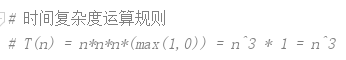 # 时间复杂度运算规则
# T(n) = n*n*n*(max(1,0)) = n^3 * 1 = n^3